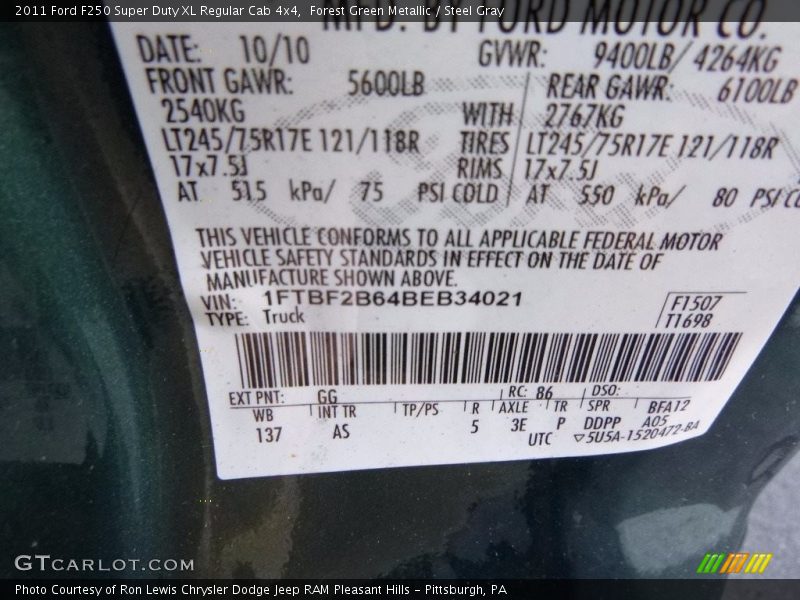 2011 Ford F250 Super Duty XL Regular Cab 4x4,  Forest Green Metallic / Steel Gray
MFD. BY FORD MOTOR CO.
DATE: 10/10 GVWR: 9400LB/ 4264KG
FRONT GAWR: 5600LB REAR GAWR: 6100LB
2540KG WITH 2767KG
LT245/75R17E 121/118R TIRES LT245/75R17E 121/118R
17x7.5J RIMS 17x7.5J
AT 515 kPa/ 75 PSI COLD AT 550 kPa/ 80 PSI
THIS VEHICLE CONFORMS TO ALL APPLICABLE FEDERAL MOTOR
VEHICLE SAFETY STANDARDS IN EFFECT ON THE DATE OF
MANUFACTURE SHOWN ABOVE.
VIN: 1FTBF2B64BEB34021 F1507
TYPE: Truck T1698
EXT PNT: GG RC: 86 DSO:
WB INT TR TP/PS R AXLE TR SPR BFA12
137 AS 5 3E P DDPP A05
UTC ▽5U5A-1520472-BA
GTCARLOT.COM
Photo Courtesy of Ron Lewis Chrysler Dodge Jeep RAM Pleasant Hills – Pittsburgh, PA